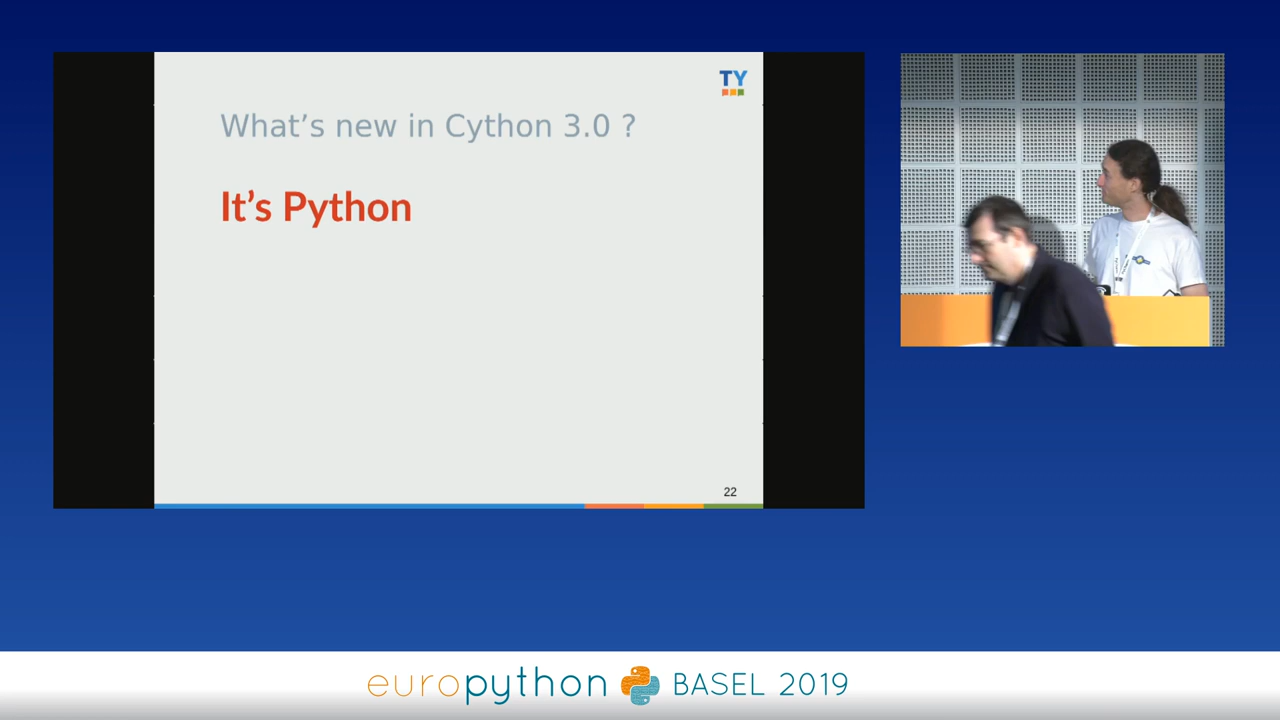 TY
What’s new in Cython 3.0 ?
It’s Python
22
europython BASEL 2019